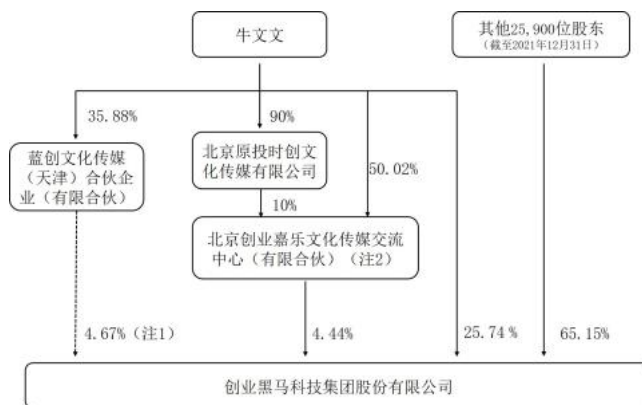 牛文文
其他25,900位股东
（截至2021年12月31日）
35.88%
90%
50.02%
蓝创文化传媒
（天津）合伙企
业（有限合伙）
北京原投时创文
化传媒有限公司
10%
北京创业嘉乐文化传媒交流
中心（有限合伙）（注2）
4.67%（注1）
4.44%
25.74%
65.15%
创业黑马科技集团股份有限公司